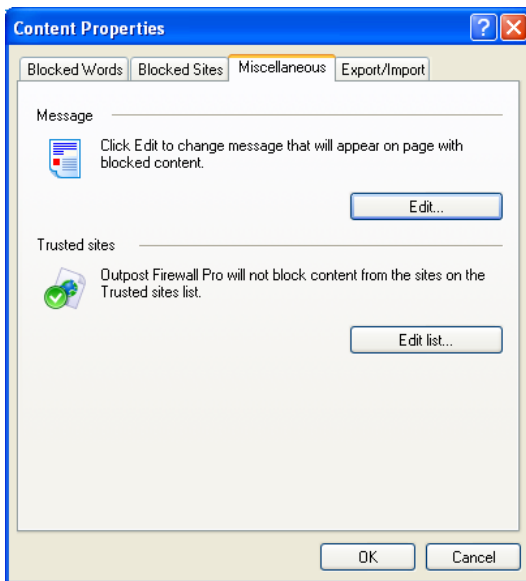 Content Properties
Blocked Words Blocked Sites Miscellaneous Export/Import
Message
Click Edit to change message that will appear on page with
blocked content.
Edit...
Trusted sites
Outpost Firewall Pro will not block content from the sites on the
Trusted sites list.
Edit list...
OK Cancel